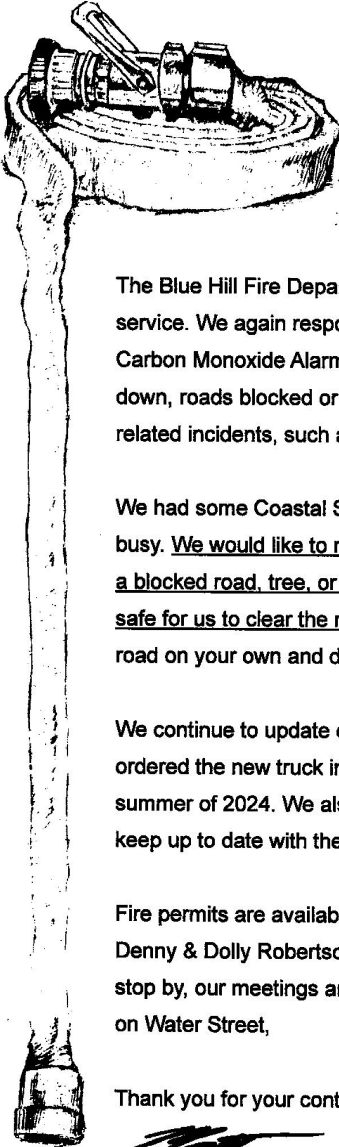 The Blue Hill Fire Depa
service. We again respo
Carbon Monoxide Alarm
down, roads blocked or
related incidents, such a
We had some Coastal S
busy. We would like to r
a blocked road, tree, or
safe for us to clear the r
road on your own and d
We continue to update
ordered the new truck in
summer of 2024. We als
keep up to date with the
Fire permits are availab
Denny & Dolly Robertso
stop by, our meetings ar
on Water Street,
Thank you for your cont